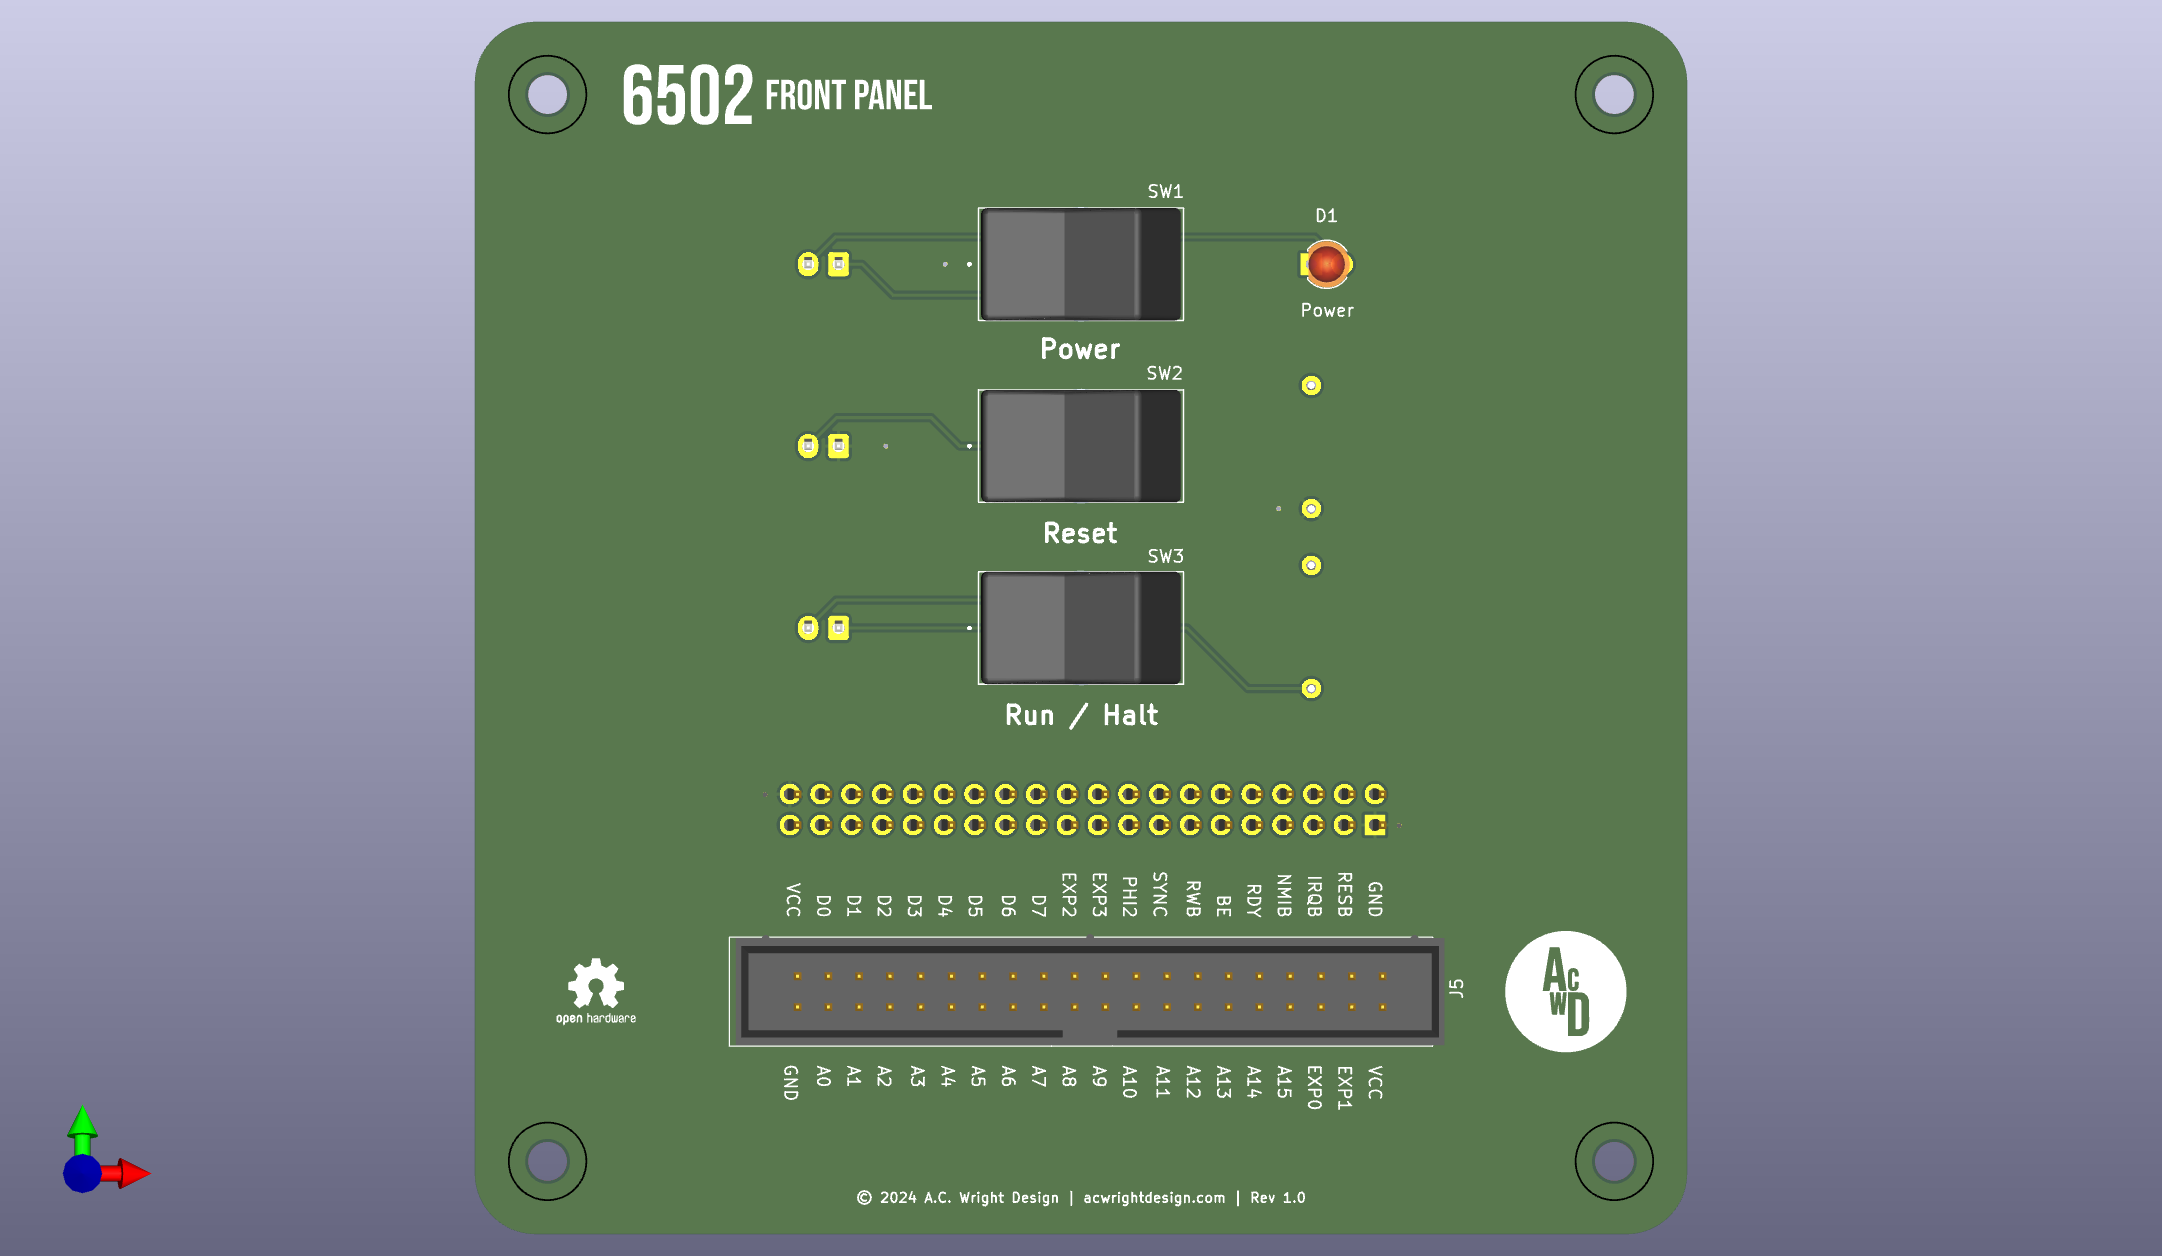 6502 FRONT PANEL
SW1
D1
Power
Power
SW2
Reset
SW3
Run / Halt
VCC D0 D1 D2 D3 D4 D5 D6 D7 EXP2 EXP3 PHI2 SYNC RWB BE RDY NMIB IRQB RESB GND
J5
open hardware
ACWD
GND A0 A1 A2 A3 A4 A5 A6 A7 A8 A9 A10 A11 A12 A13 A14 A15 EXP0 EXP1 VCC
© 2024 A.C. Wright Design | acwrightdesign.com | Rev 1.0